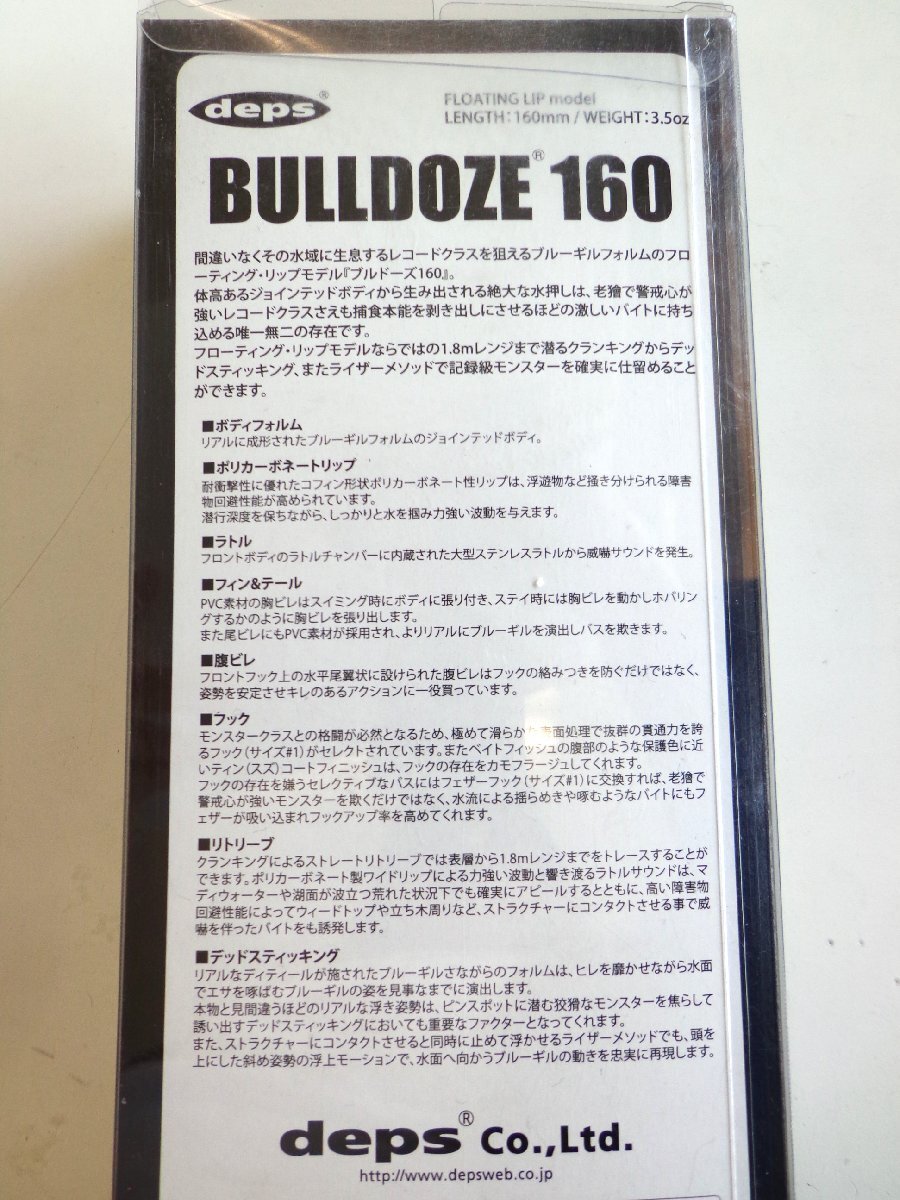 deps®
FLOATING LIP model
LENGTH:160mm / WEIGHT:3.5oz
BULLDOZE® 160
間違いなくその水域に生息するレコードクラスを狙えるブルーギルフォルムのフロ
ーティング・リップモデル『ブルドーズ160』。
体高あるジョインテッドボディから生み出される絶大な水押しは、老獪で警戒心が
強いレコードクラスさえも捕食本能を剥き出しにさせるほどの激しいバイトに持ち
込める唯一無二の存在です。
フローティング・リップモデルならではの1.8mレンジまで潜るクランキングからデッ
ドスティッキング、またライザーメソッドで記録級モンスターを確実に仕留めること
ができます。
■ボディフォルム
リアルに成形されたブルーギルフォルムのジョインテッドボディ。
■ポリカーボネートリップ
耐衝撃性に優れたコフィン形状ポリカーボネート性リップは、浮遊物など掻き分けられる障害
物回避性能が高められています。
潜行深度を保ちながら、しっかりと水を掴み力強い波動を与えます。
■ラトル
フロントボディのラトルチャンバーに内蔵された大型ステンレスラトルから威嚇サウンドを発生。
■フィン&テール
PVC素材の胸ビレはスイミング時にボディに張り付き、ステイ時には胸ビレを動かしホバリン
グするかのように胸ビレを張り出します。
また尾ビレにもPVC素材が採用され、よりリアルにブルーギルを演出しバスを欺きます。
■腹ビレ
フロントフック上の水平尾翼状に設けられた腹ビレはフックの絡みつきを防ぐだけではなく、
姿勢を安定させキレのあるアクションに一役買っています。
■フック
モンスタークラスとの格闘が必然となるため、極めて滑らかな表面処理で抜群の貫通力を誇
るフック(サイズ#1)がセレクトされています。またベイトフィッシュの腹部のような保護色に近
いティン(スズ)コートフィニッシュは、フックの存在をカモフラージュしてくれます。
フックの存在を嫌うセレクティブなバスにはフェザーフック(サイズ#1)に交換すれば、老獪で
警戒心が強いモンスターを欺くだけではなく、水流による揺らめきや啄むようなバイトにもフ
ェザーが吸い込まれフックアップ率を高めてくれます。
■リトリーブ
クランキングによるストレートリトリーブでは表層から1.8mレンジまでをトレースすることが
できます。ポリカーボネート製ワイドリップによる力強い波動と響き渡るラトルサウンドは、マ
ディウォーターや湖面が波立つ荒れた状況下でも確実にアピールするとともに、高い障害物
回避性能によってウィードトップや立ち木周りなど、ストラクチャーにコンタクトさせる事で威
嚇を伴ったバイトをも誘発します。
■デッドスティッキング
リアルなディティールが施されたブルーギルさながらのフォルムは、ヒレを靡かせながら水面
でエサを啄ばむブルーギルの姿を見事なまでに演出します。
本物と見間違うほどのリアルな浮き姿勢は、ピンスポットに潜む狡猾なモンスターを焦らして
誘い出すデッドスティッキングにおいても重要なファクターとなってくれます。
また、ストラクチャーにコンタクトさせると同時に止めて浮かせるライザーメソッドでも、頭を
上にした斜め姿勢の浮上モーションで、水面へ向かうブルーギルの動きを忠実に再現します。
deps® Co.,Ltd.
http://www.depsweb.co.jp